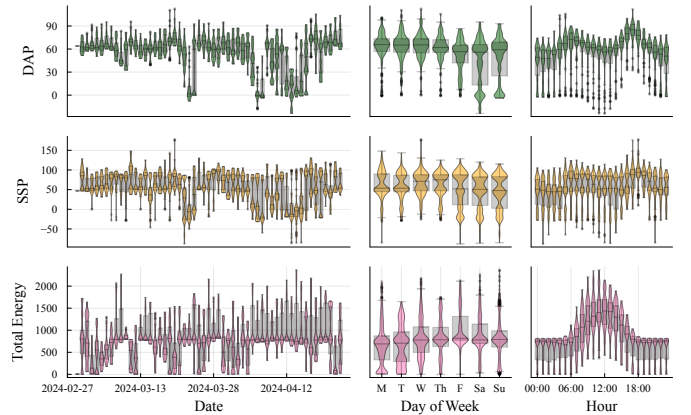 DAP
90
60
30
0
SSP
150
100
50
0
−50
Total Energy
2000
1500
1000
500
0
2024-02-27 2024-03-13 2024-03-28 2024-04-12
Date
M T W Th F Sa Su
Day of Week
00:00 06:00 12:00 18:00
Hour